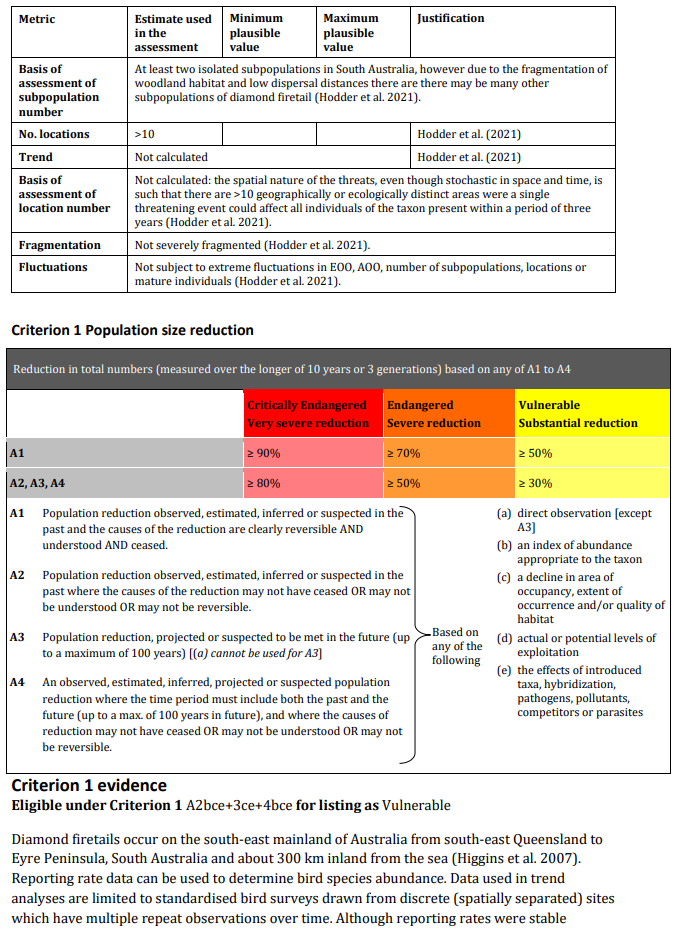 Metric
Estimate used in the assessment
Minimum plausible value
Maximum plausible value
Justification
Basis of assessment of subpopulation number
At least two isolated subpopulations in South Australia, however due to the fragmentation of
woodland habitat and low dispersal distances there are there may be many other
subpopulations of diamond firetail (Hodder et al. 2021).
No. locations
>10
Hodder et al. (2021)
Trend
Not calculated
Hodder et al. (2021)
Basis of assessment of location number
Not calculated: the spatial nature of the threats, even though stochastic in space and time, is
such that there are >10 geographically or ecologically distinct areas were a single
threatening event could affect all individuals of the taxon present within a period of three
years (Hodder et al. 2021).
Fragmentation
Not severely fragmented (Hodder et al. 2021).
Fluctuations
Not subject to extreme fluctuations in EOO, AOO, number of subpopulations, locations or
mature individuals (Hodder et al. 2021).
Criterion 1 Population size reduction
Reduction in total numbers (measured over the longer of 10 years or 3 generations) based on any of A1 to A4
Critically Endangered
Very severe reduction
Endangered
Severe reduction
Vulnerable
Substantial reduction
A1
≥ 90%
≥ 70%
≥ 50%
A2, A3, A4
≥ 80%
≥ 50%
≥ 30%
A1 Population reduction observed, estimated, inferred or suspected in the
past and the causes of the reduction are clearly reversible AND
understood AND ceased.
A2 Population reduction observed, estimated, inferred or suspected in the
past where the causes of the reduction may not have ceased OR may not
be understood OR may not be reversible.
A3 Population reduction, projected or suspected to be met in the future (up
to a maximum of 100 years) [(a) cannot be used for A3]
A4 An observed, estimated, inferred, projected or suspected population
reduction where the time period must include both the past and the
future (up to a max. of 100 years in future), and where the causes of
reduction may not have ceased OR may not be understood OR may not
be reversible.
Based on
any of the
following
(a) direct observation [except
A3]
(b) an index of abundance
appropriate to the taxon
(c) a decline in area of
occupancy, extent of
occurrence and/or quality of
habitat
(d) actual or potential levels of
exploitation
(e) the effects of introduced
taxa, hybridization,
pathogens, pollutants,
competitors or parasites
Criterion 1 evidence
Eligible under Criterion 1 A2bce+3ce+4bce for listing as Vulnerable
Diamond firetails occur on the south-east mainland of Australia from south-east Queensland to
Eyre Peninsula, South Australia and about 300 km inland from the sea (Higgins et al. 2007).
Reporting rate data can be used to determine bird species abundance. Data used in trend
analyses are limited to standardised bird surveys drawn from discrete (spatially separated) sites
which have multiple repeat observations over time. Although reporting rates were stable